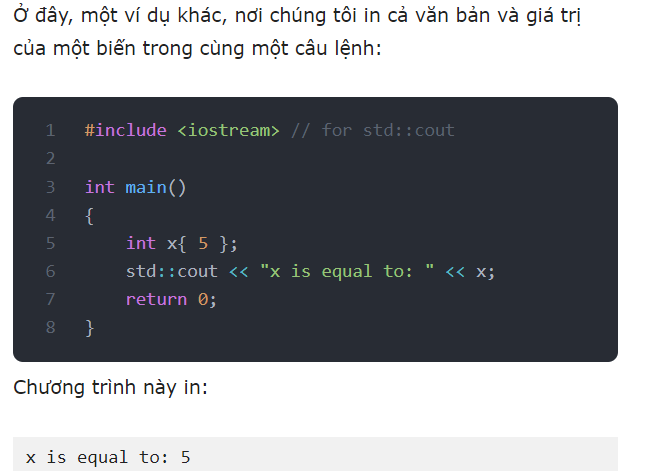 Ở đây, một ví dụ khác, nơi chúng tôi in cả văn bản và giá trị
của một biến trong cùng một câu lệnh:
1 #include <iostream> // for std::cout
2
3 int main()
4 {
5     int x{ 5 };
6     std::cout << "x is equal to: " << x;
7     return 0;
8 }
Chương trình này in:
x is equal to: 5